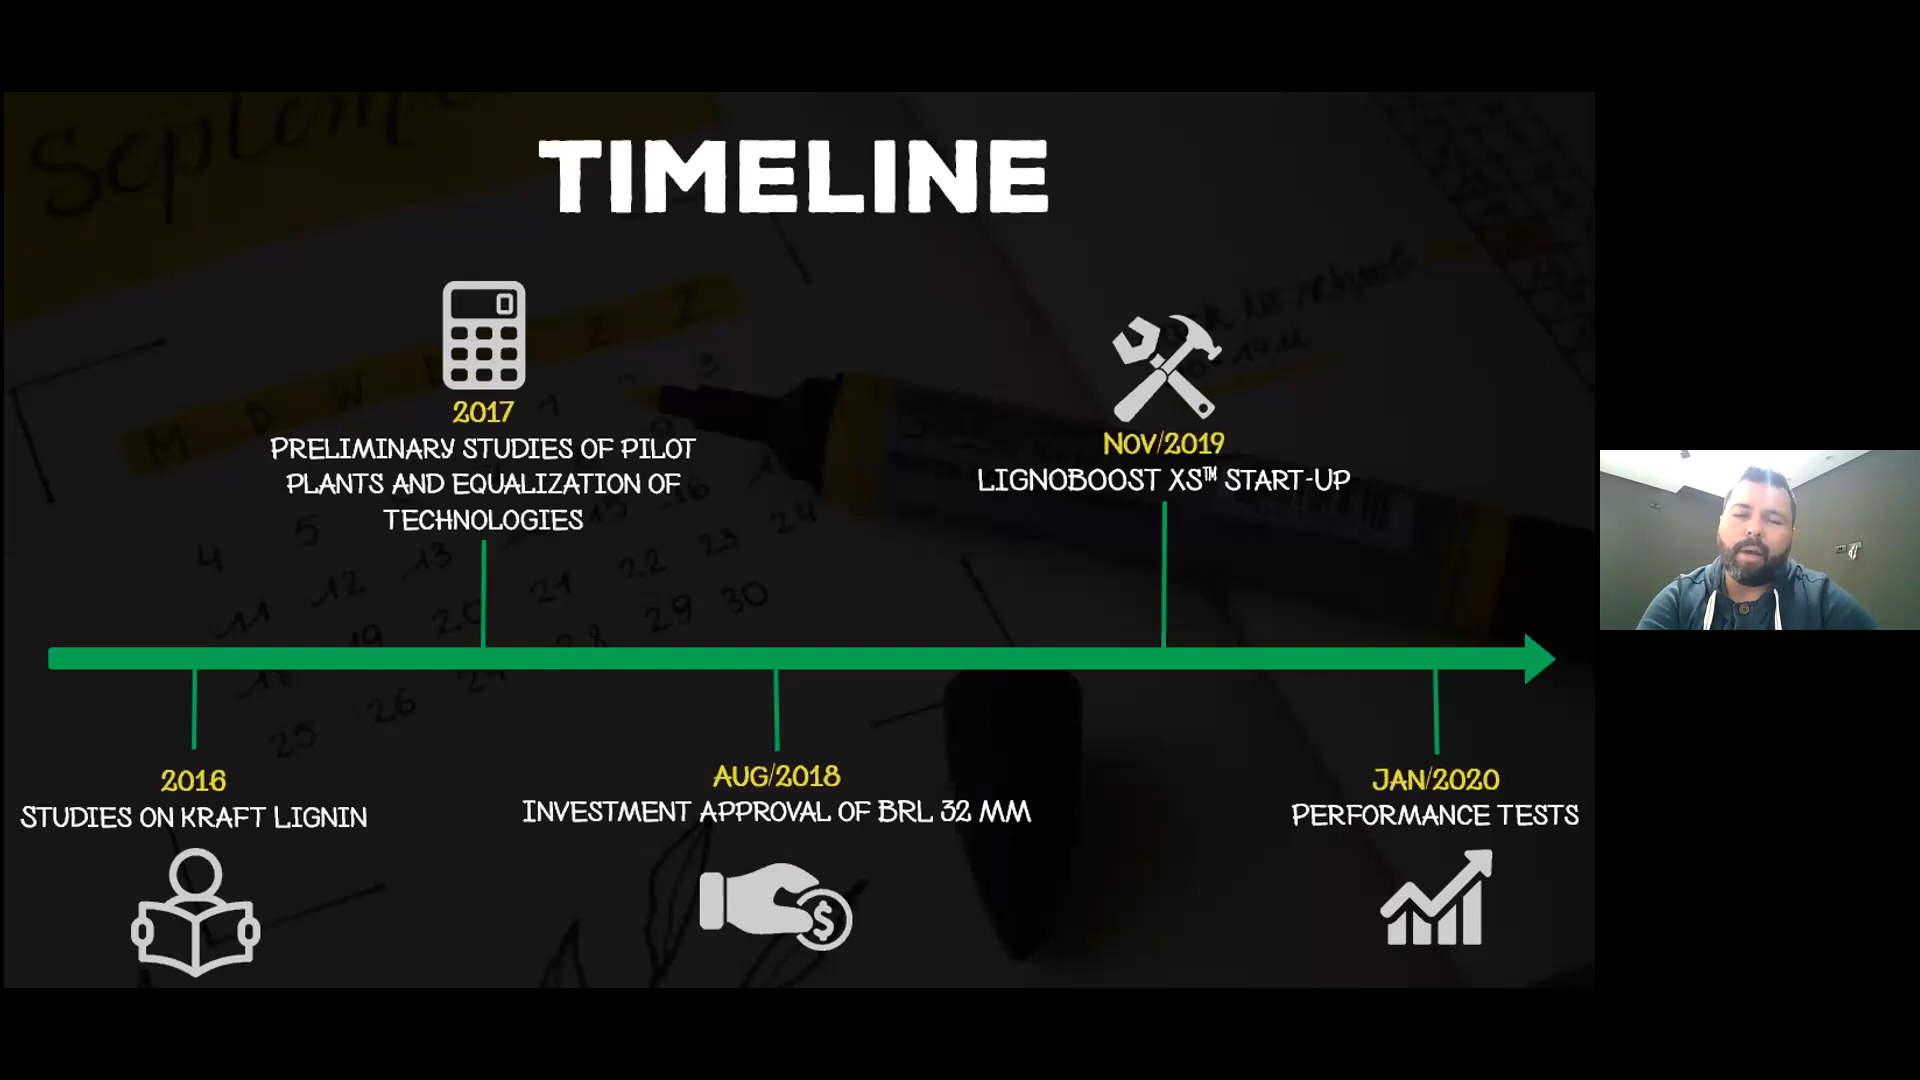 TIMELINE
2017
PRELIMINARY STUDIES OF PILOT
PLANTS AND EQUALIZATION OF
TECHNOLOGIES
NOV/2019
LIGNOBOOST XS™ START-UP
2016
STUDIES ON KRAFT LIGNIN
AUG/2018
INVESTMENT APPROVAL OF BRL 32 MM
JAN/2020
PERFORMANCE TESTS